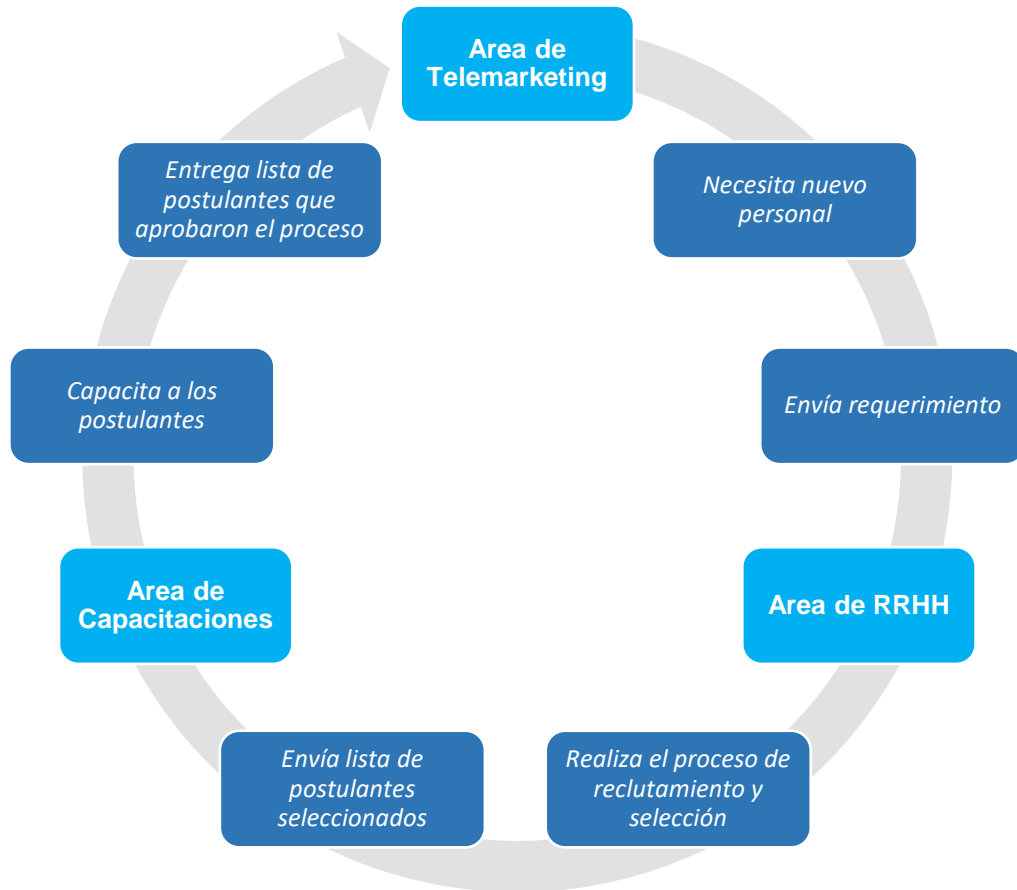 Area de
Telemarketing
Necesita nuevo
personal
Envía requerimiento
Area de RRHH
Realiza el proceso de
reclutamiento y
selección
Envía lista de
postulantes
seleccionados
Area de
Capacitaciones
Capacita a los
postulantes
Entrega lista de
postulantes que
aprobaron el proceso